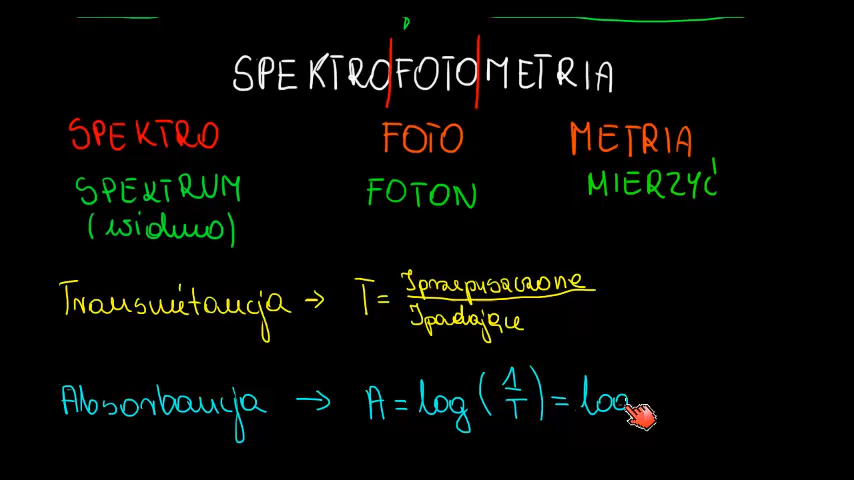 SPEKTROFOTOMETRIA
SPEKTRO FOTO METRIA
SPEKTRUM FOTON MIERZYĆ
(widmo)
Transmitancja → T = Iprzepuszczone / Ipadające
Absorbancja → A = log (1/T) = log